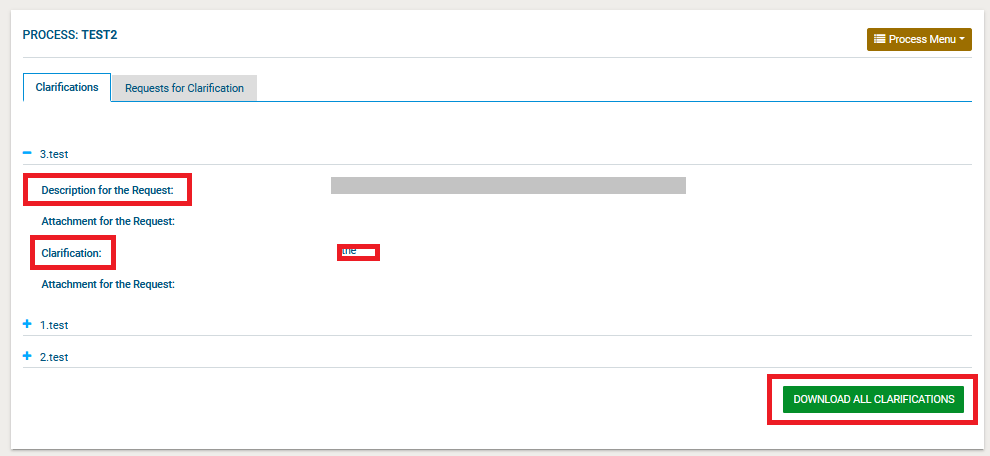 PROCESS: TEST2
Process Menu
Clarifications
Requests for Clarification
3.test
Description for the Request:
Attachment for the Request:
Clarification: the
Attachment for the Request:
1.test
2.test
DOWNLOAD ALL CLARIFICATIONS